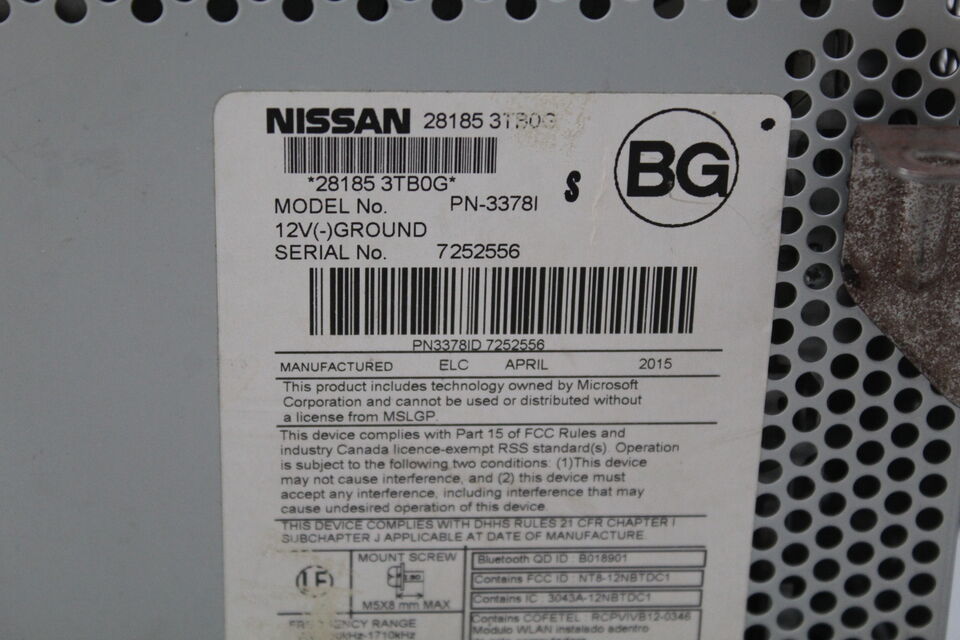 NISSAN 28185 3TB0G
BG
*28185 3TB0G*
S
MODEL No. PN-3378I
12V(-)GROUND
SERIAL No. 7252556
PN3378ID 7252556
MANUFACTURED ELC APRIL 2015
This product includes technology owned by Microsoft
Corporation and cannot be used or distributed without
a license from MSLGP.
This device complies with Part 15 of FCC Rules and
industry Canada licence-exempt RSS standard(s). Operation
is subject to the following two conditions: (1)This device
may not cause interference, and (2) this device must
accept any interference, including interference that may
cause undesired operation of this device.
THIS DEVICE COMPLIES WITH DHHS RULES 21 CFR CHAPTER I
SUBCHAPTER J APPLICABLE AT DATE OF MANUFACTURE.
MOUNT SCREW
M5X8 mm MAX
Bluetooth QD ID : B018901
Contains FCC ID : NT8-12NBTDC1
Contains IC : 3043A-12NBTDC1
Contains COFETEL : RCPVIVB12-0346
Modulo WLAN instalado adentro
FREQUENCY RANGE